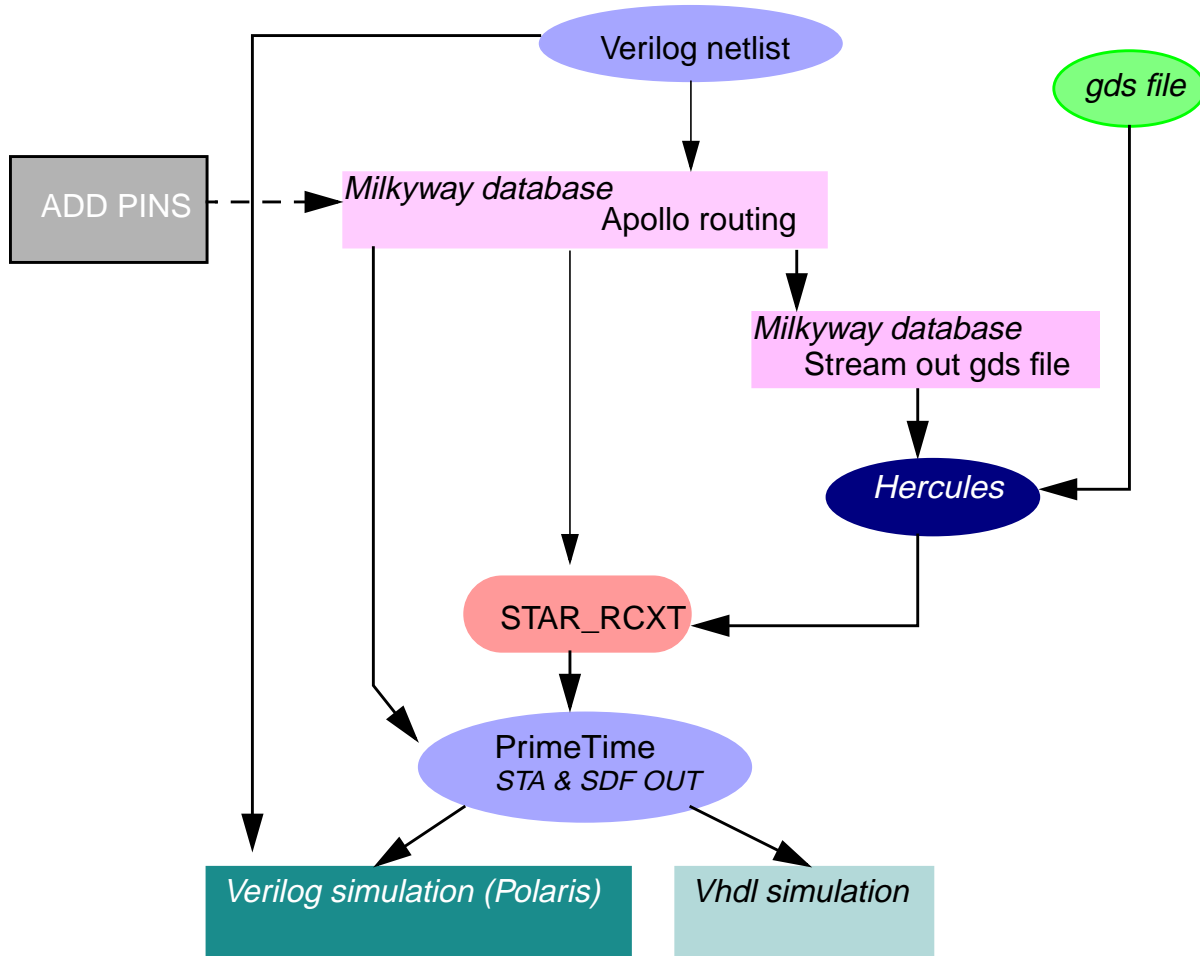 Verilog netlist
gds file
ADD PINS
Milkyway database
Apollo routing
Milkyway database
Stream out gds file
Hercules
STAR_RCXT
PrimeTime
STA & SDF OUT
Verilog simulation (Polaris)
Vhdl simulation